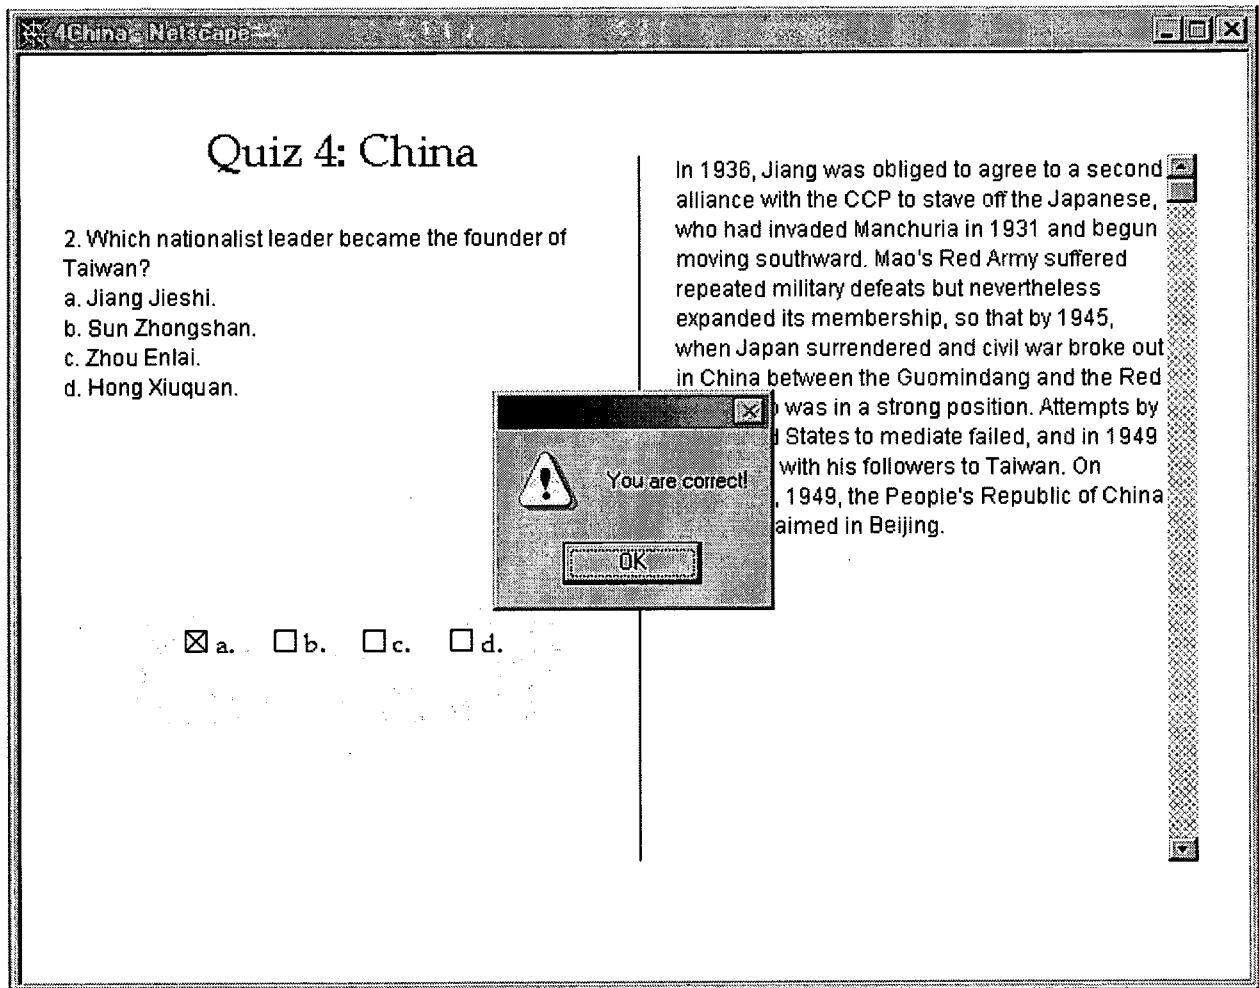 4China - Netscape
Quiz 4: China
2. Which nationalist leader became the founder of
Taiwan?
a. Jiang Jieshi.
b. Sun Zhongshan.
c. Zhou Enlai.
d. Hong Xiuquan.
a. b. c. d.
In 1936, Jiang was obliged to agree to a second
alliance with the CCP to stave off the Japanese,
who had invaded Manchuria in 1931 and begun
moving southward. Mao's Red Army suffered
repeated military defeats but nevertheless
expanded its membership, so that by 1945,
when Japan surrendered and civil war broke out
in China between the Guomindang and the Red
was in a strong position. Attempts by
States to mediate failed, and in 1949
with his followers to Taiwan. On
, 1949, the People's Republic of China
aimed in Beijing.
You are correct!
OK